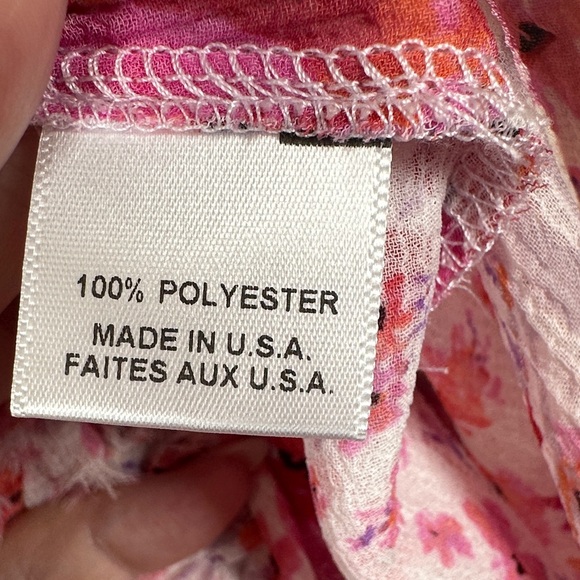 100% POLYESTER
MADE IN U.S.A.
FAITES AUX U.S.A.